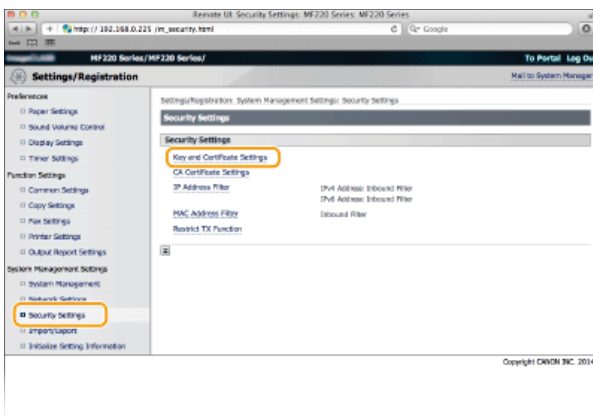 Remote UI: Security Settings: MF220 Series: MF220 Series
http://192.168.0.225/m_security.html
Google
MF220 Series/MF220 Series/
To Portal Log Ou
Settings/Registration
Mail to System Manager
Preferences
Paper Settings
Sound Volume Control
Display Settings
Timer Settings
Function Settings
Common Settings
Copy Settings
Fax Settings
Printer Settings
Output Report Settings
System Management Settings
System Management
Network Settings
Security Settings
Import/Export
Initialize Setting Information
Settings/Registration: System Management Settings: Security Settings
Security Settings
Security Settings
Key and Certificate Settings
CA Certificate Settings
IP Address Filter
IPv4 Address: Inbound Filter
IPv6 Address: Inbound Filter
MAC Address Filter
Inbound Filter
Restrict TX Function
Copyright CANON INC. 2014